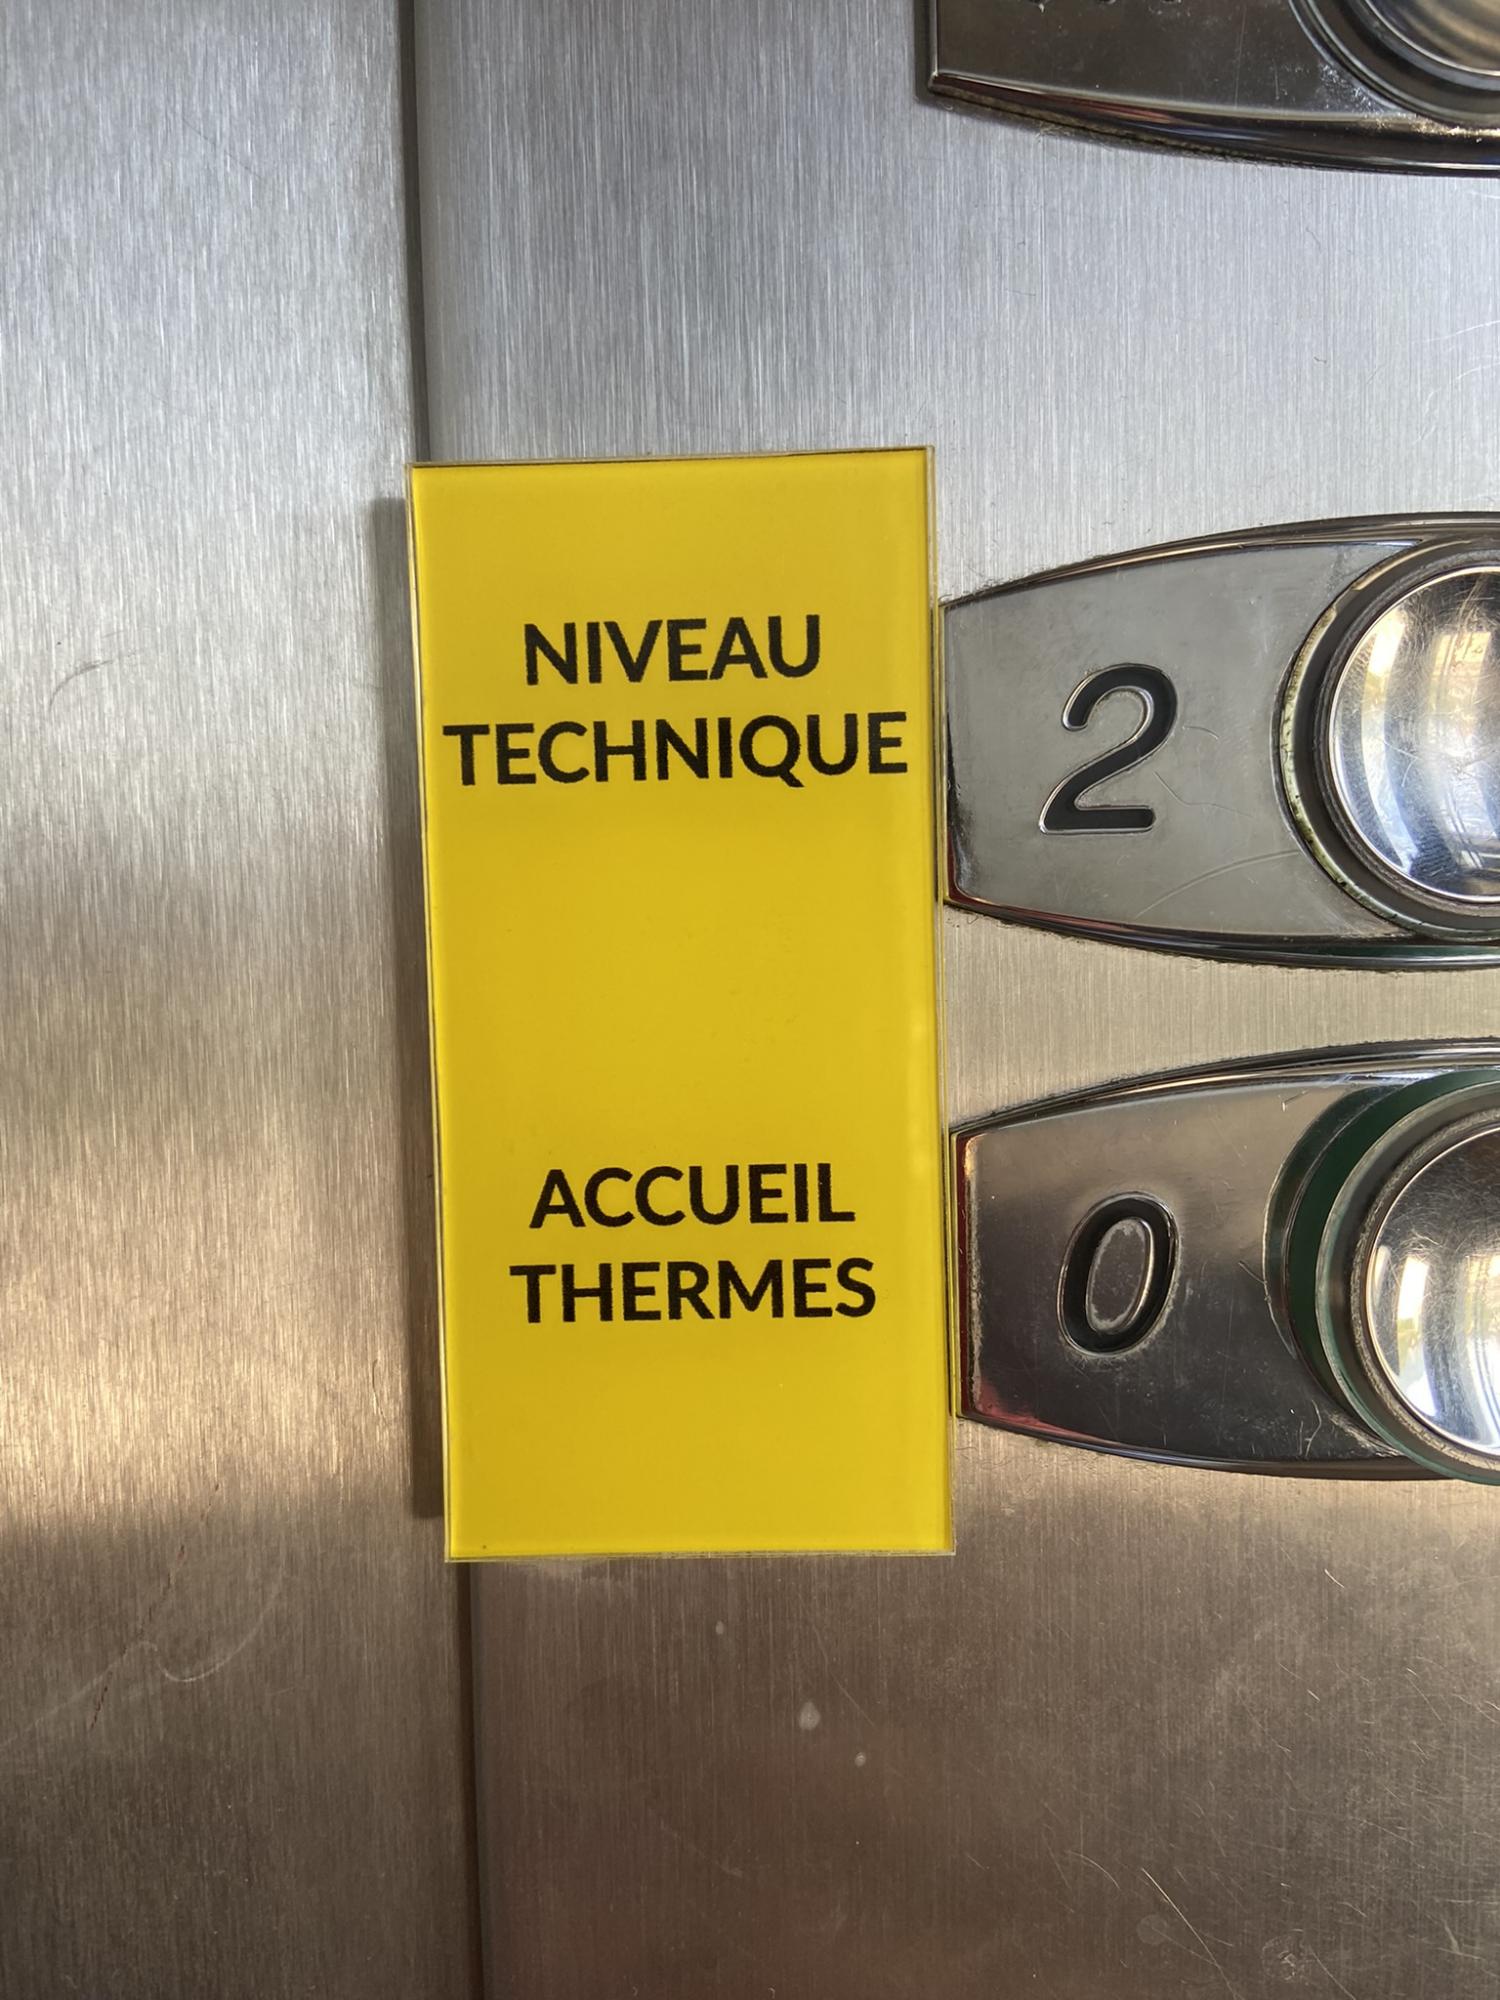 NIVEAU
TECHNIQUE
2
ACCUEIL
THERMES
0